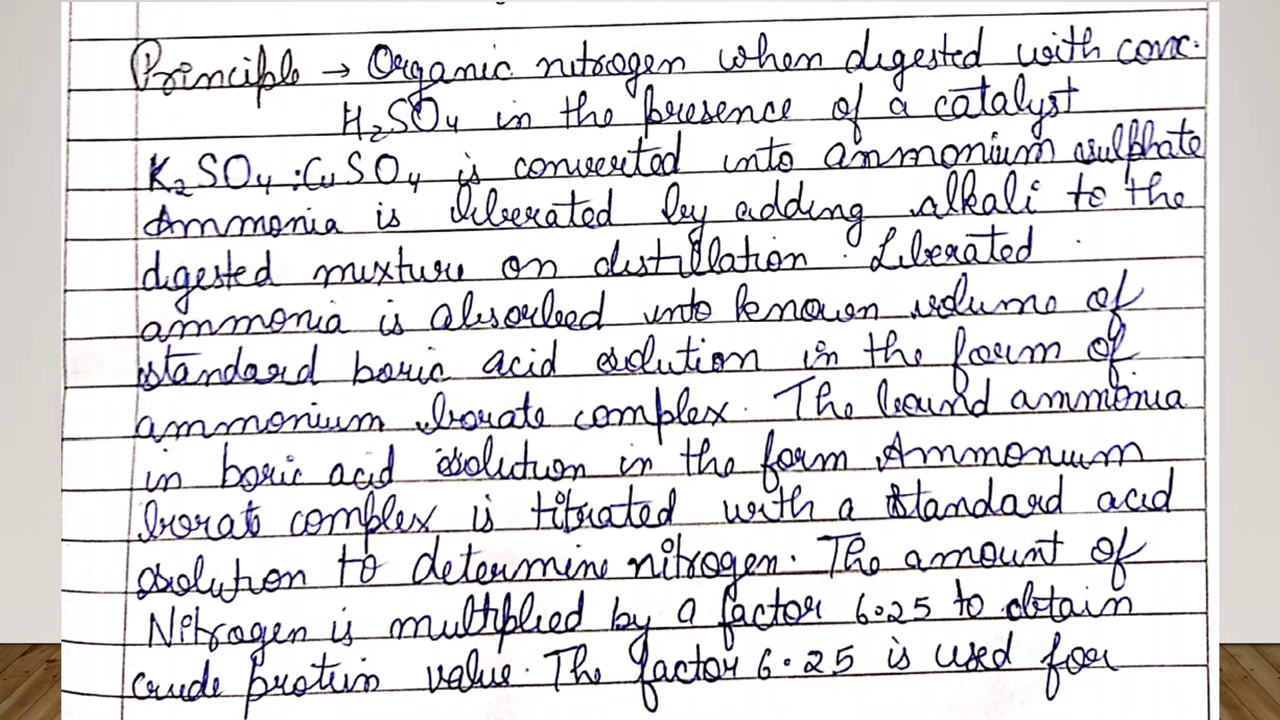 Principle → Organic nitrogen when digested with conc.
H₂SO₄ in the presence of a catalyst
K₂SO₄:CuSO₄ is converted into ammonium sulphate
Ammonia is liberated by adding alkali to the
digested mixture on distillation. Liberated
ammonia is absorbed into known volume of
standard boric acid solution in the form of
ammonium borate complex. The bound ammonia
in boric acid solution in the form Ammonium
borate complex is titrated with a standard acid
solution to determine nitrogen. The amount of
Nitrogen is multiplied by a factor 6.25 to obtain
crude protein value. The factor 6.25 is used for